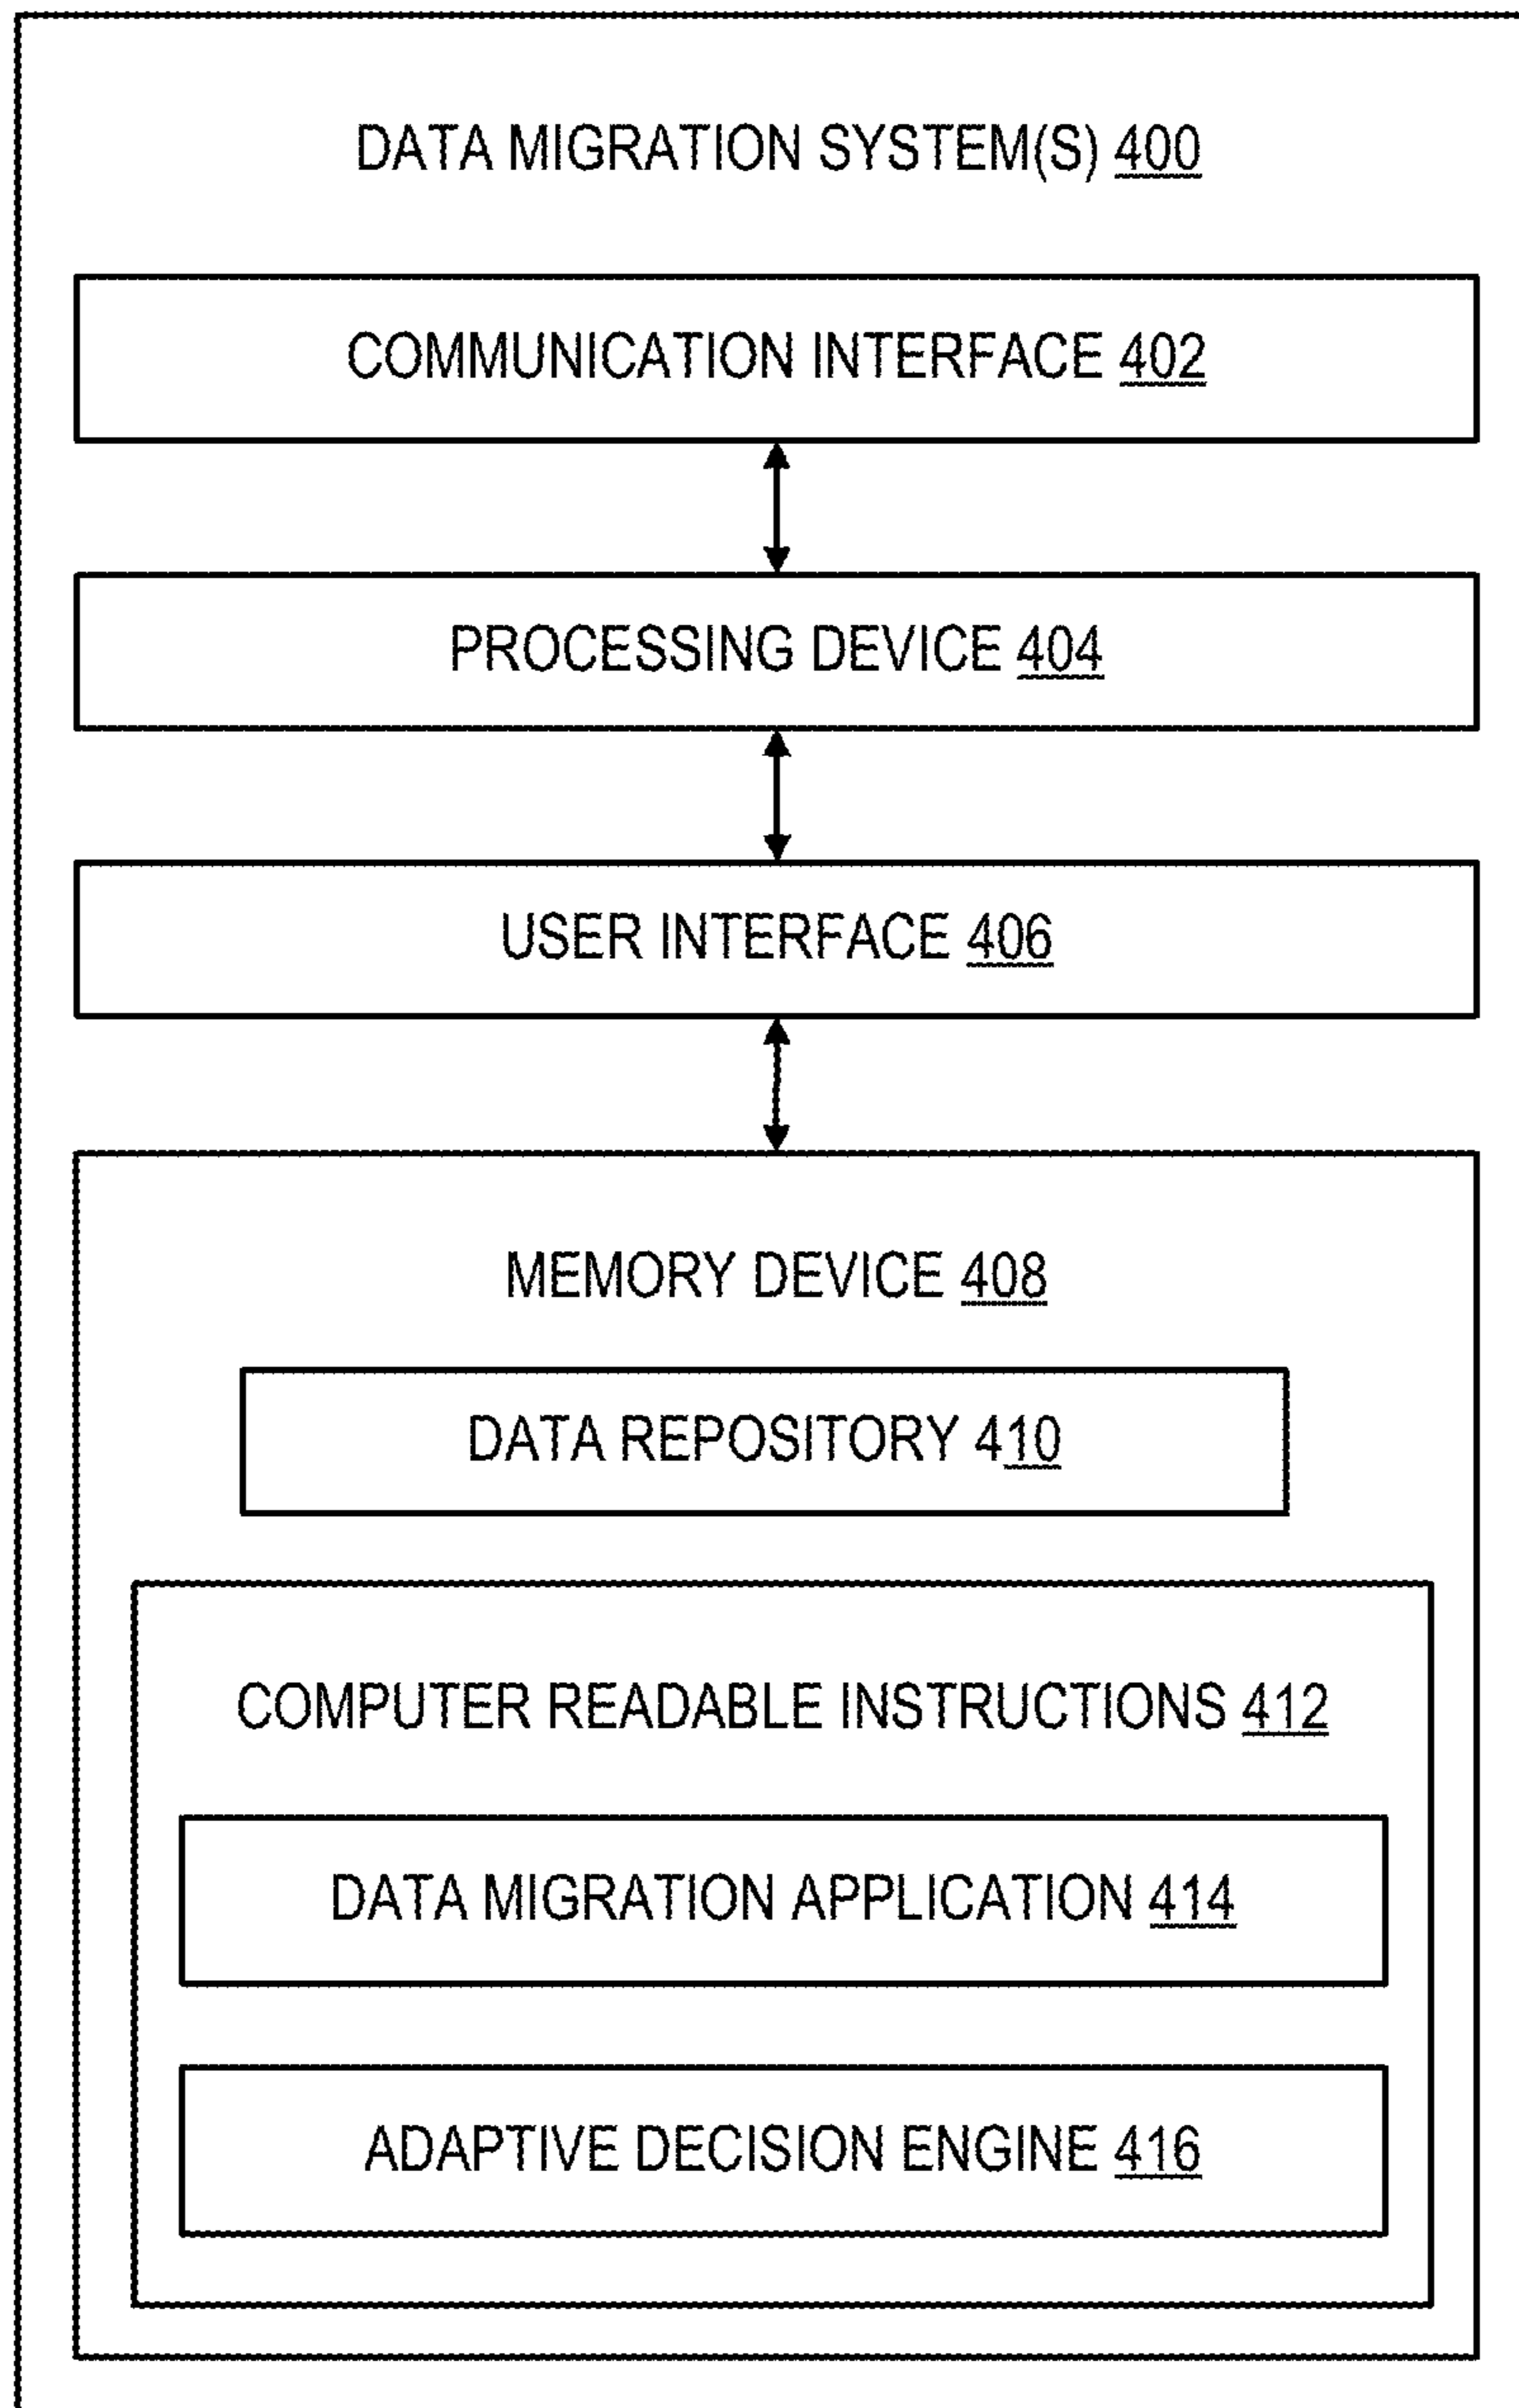 DATA MIGRATION SYSTEM(S) 400
COMMUNICATION INTERFACE 402
PROCESSING DEVICE 404
USER INTERFACE 406
MEMORY DEVICE 408
DATA REPOSITORY 410
COMPUTER READABLE INSTRUCTIONS 412
DATA MIGRATION APPLICATION 414
ADAPTIVE DECISION ENGINE 416